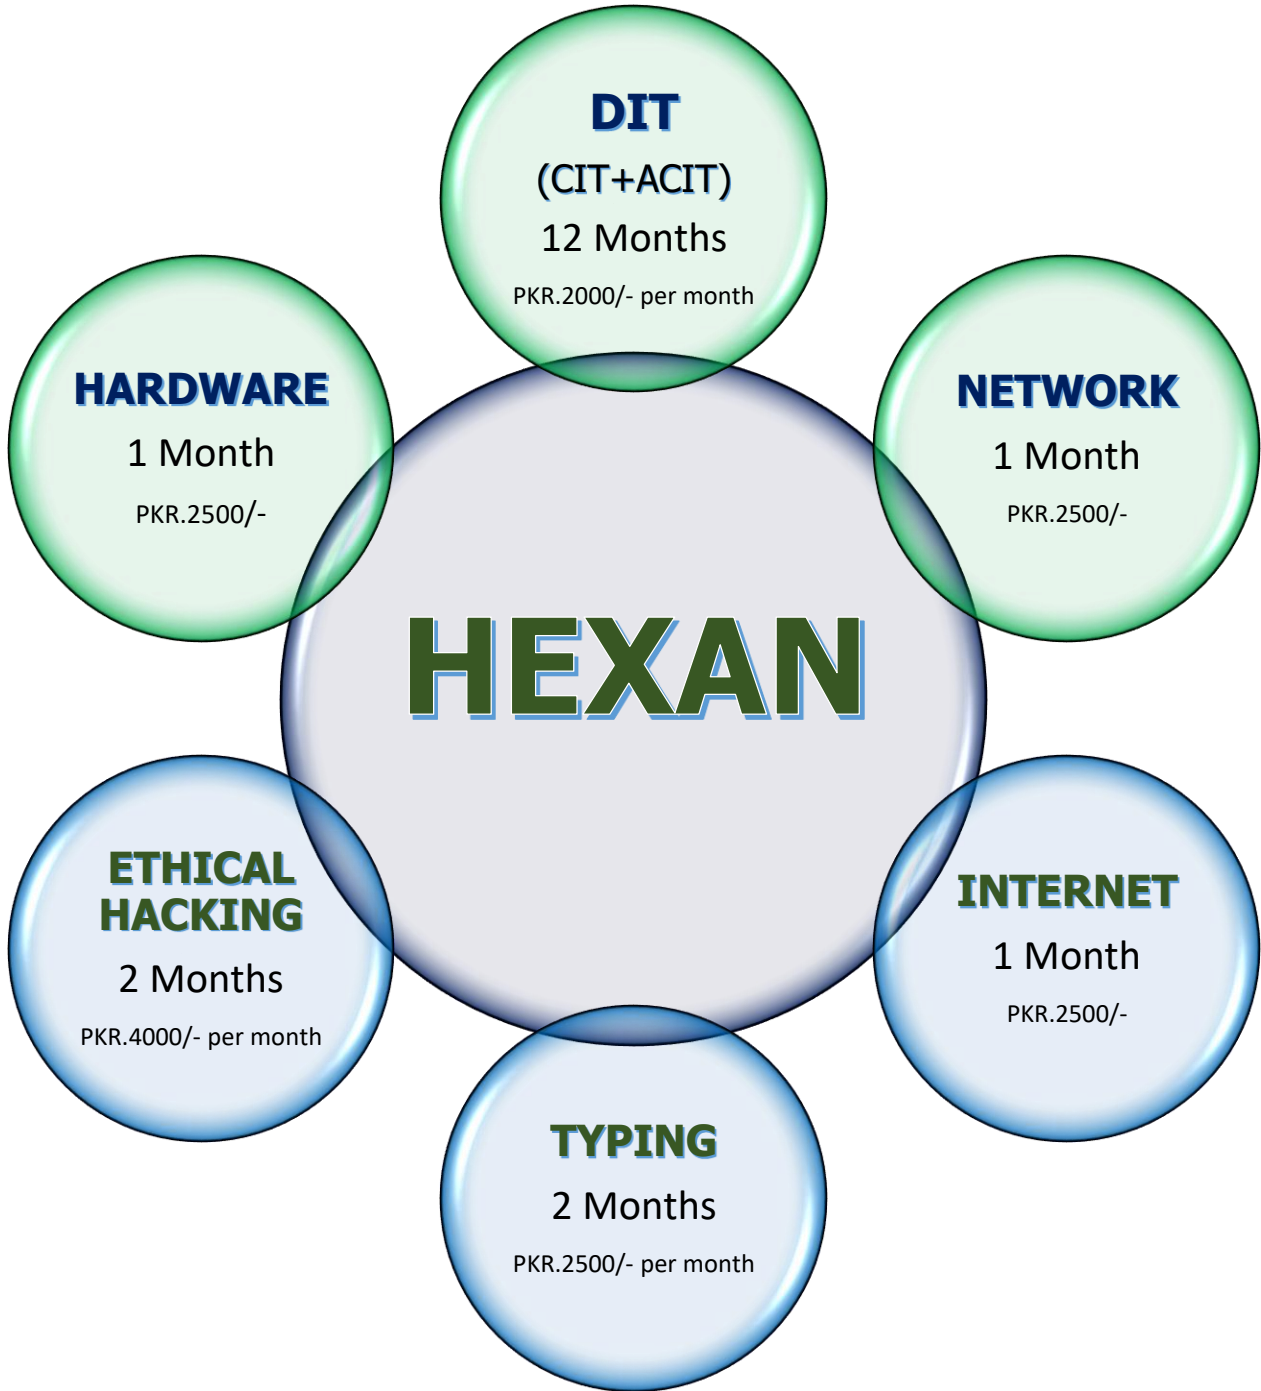 DIT
(CIT+ACIT)
12 Months
PKR.2000/- per month
HARDWARE
1 Month
PKR.2500/-
NETWORK
1 Month
PKR.2500/-
HEXAN
ETHICAL
HACKING
2 Months
PKR.4000/- per month
INTERNET
1 Month
PKR.2500/-
TYPING
2 Months
PKR.2500/- per month